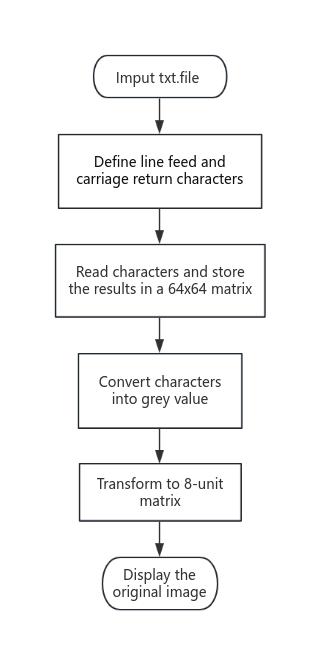 Imput txt.file
Define line feed and
carriage return characters
Read characters and store
the results in a 64x64 matrix
Convert characters
into grey value
Transform to 8-unit
matrix
Display the
original image